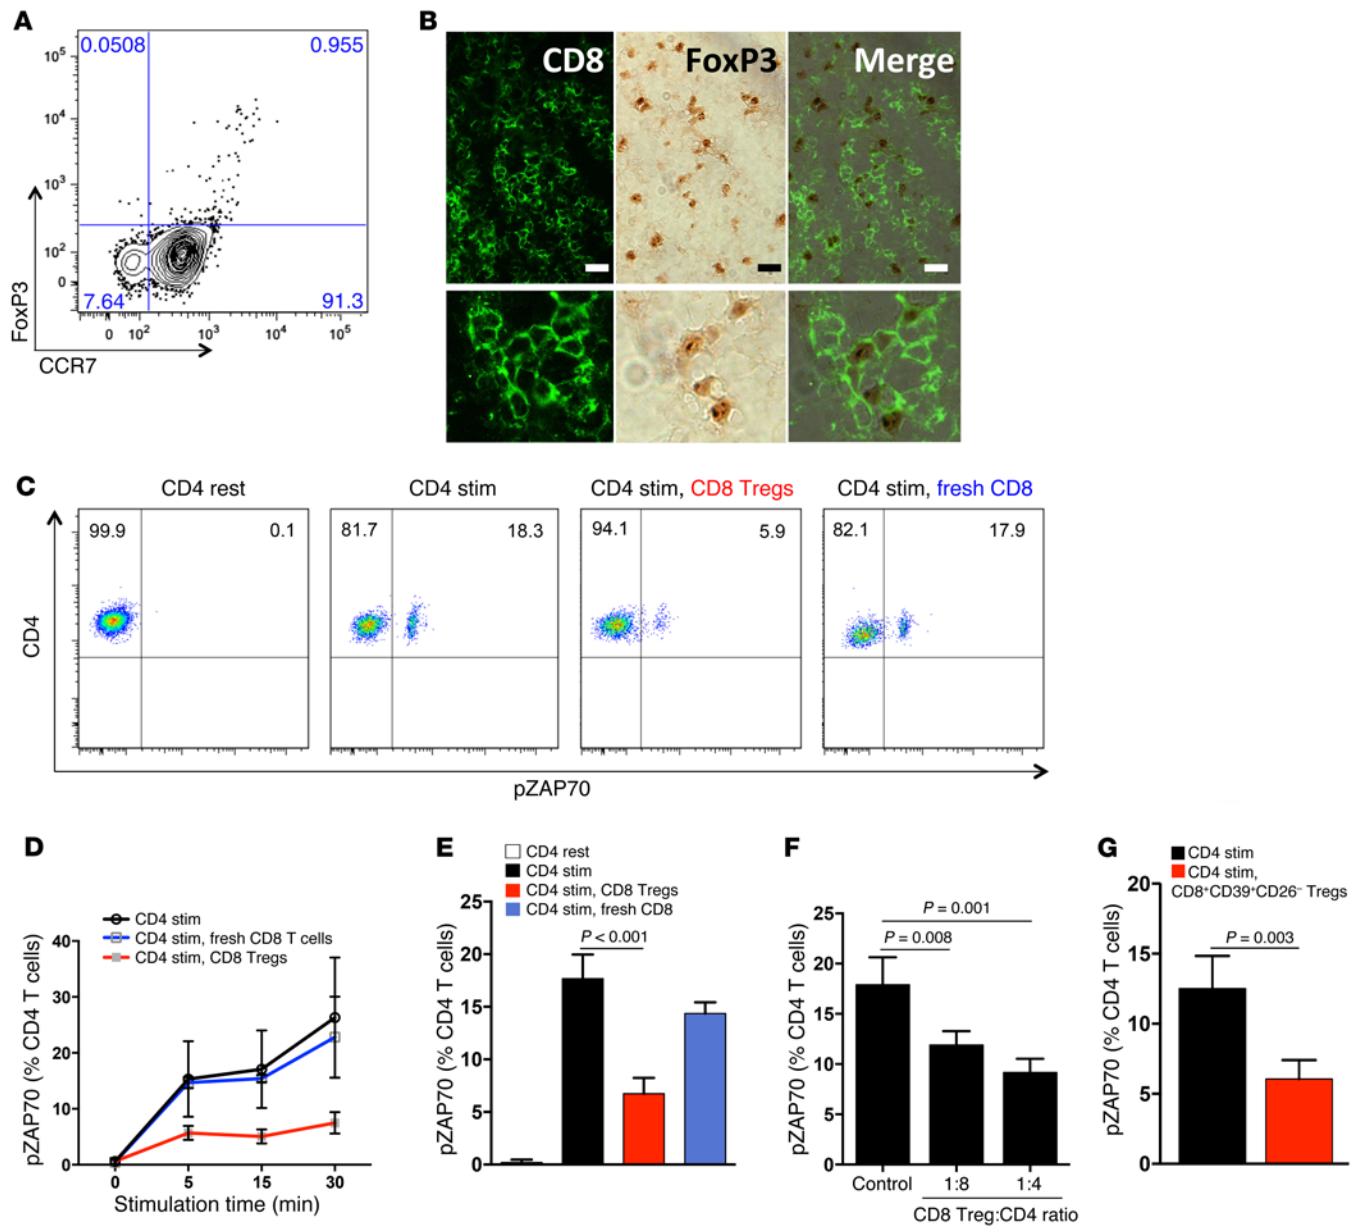 A
0.0508
0.955
10⁵
10⁴
10³
10²
0
7.64
91.3
0 10² 10³ 10⁴ 10⁵
FoxP3
CCR7
B
CD8
FoxP3
Merge
C
CD4 rest
CD4 stim
CD4 stim, CD8 Tregs
CD4 stim, fresh CD8
99.9
0.1
81.7
18.3
94.1
5.9
82.1
17.9
CD4
pZAP70
D
CD4 stim
CD4 stim, fresh CD8 T cells
CD4 stim, CD8 Tregs
pZAP70 (% CD4 T cells)
40
30
20
10
0
0 5 15 30
Stimulation time (min)
E
CD4 rest
CD4 stim
CD4 stim, CD8 Tregs
CD4 stim, fresh CD8
pZAP70 (% CD4 T cells)
25
20
15
10
5
0
P < 0.001
F
pZAP70 (% CD4 T cells)
25
20
15
10
5
0
P = 0.001
P = 0.008
Control 1:8 1:4
CD8 Treg:CD4 ratio
G
CD4 stim
CD4 stim,
CD8⁺CD39⁺CD26⁻ Tregs
pZAP70 (% CD4 T cells)
20
15
10
5
0
P = 0.003